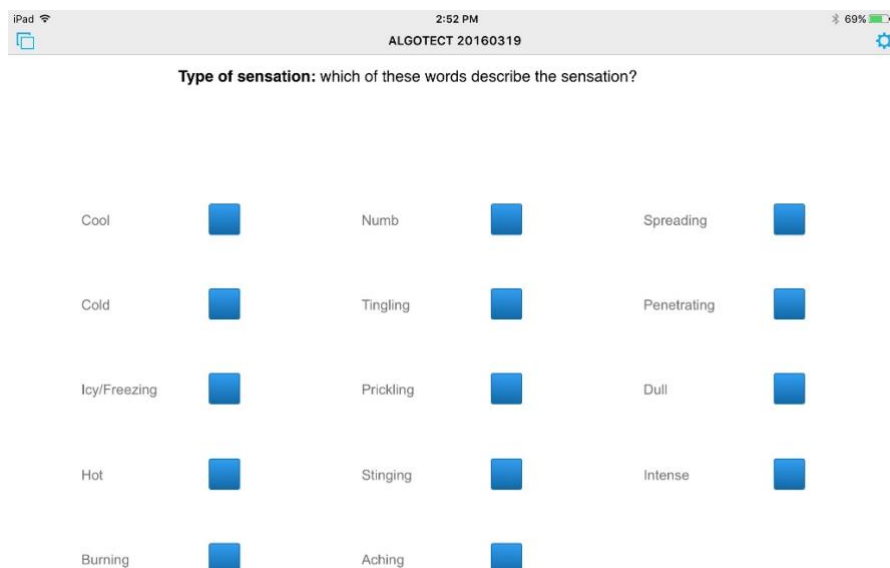 iPad 2:52 PM 69%
ALGOTECT 20160319
Type of sensation: which of these words describe the sensation?
Cool Numb Spreading
Cold Tingling Penetrating
Icy/Freezing Prickling Dull
Hot Stinging Intense
Burning Aching